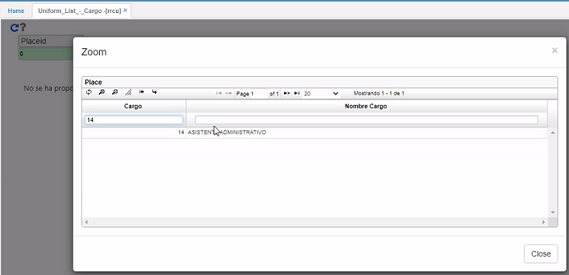 Home Uniform_List_-_Cargo -[rrcu] ×
Placeid
Zoom ×
0
Place
No se ha propo
Page 1 of 1 20 Mostrando 1 - 1 de 1
Cargo Nombre Cargo
14
14 ASISTENTE ADMINISTRATIVO
Close